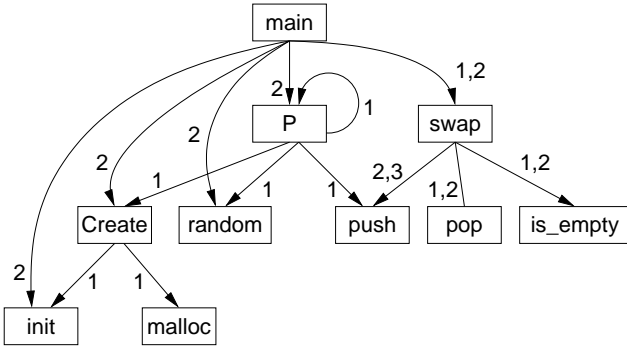 main
1,2
2
1
P
swap
2
2
2,3
1,2
1
1
1
1,2
Create
random
push
pop
is_empty
2
1
1
init
malloc